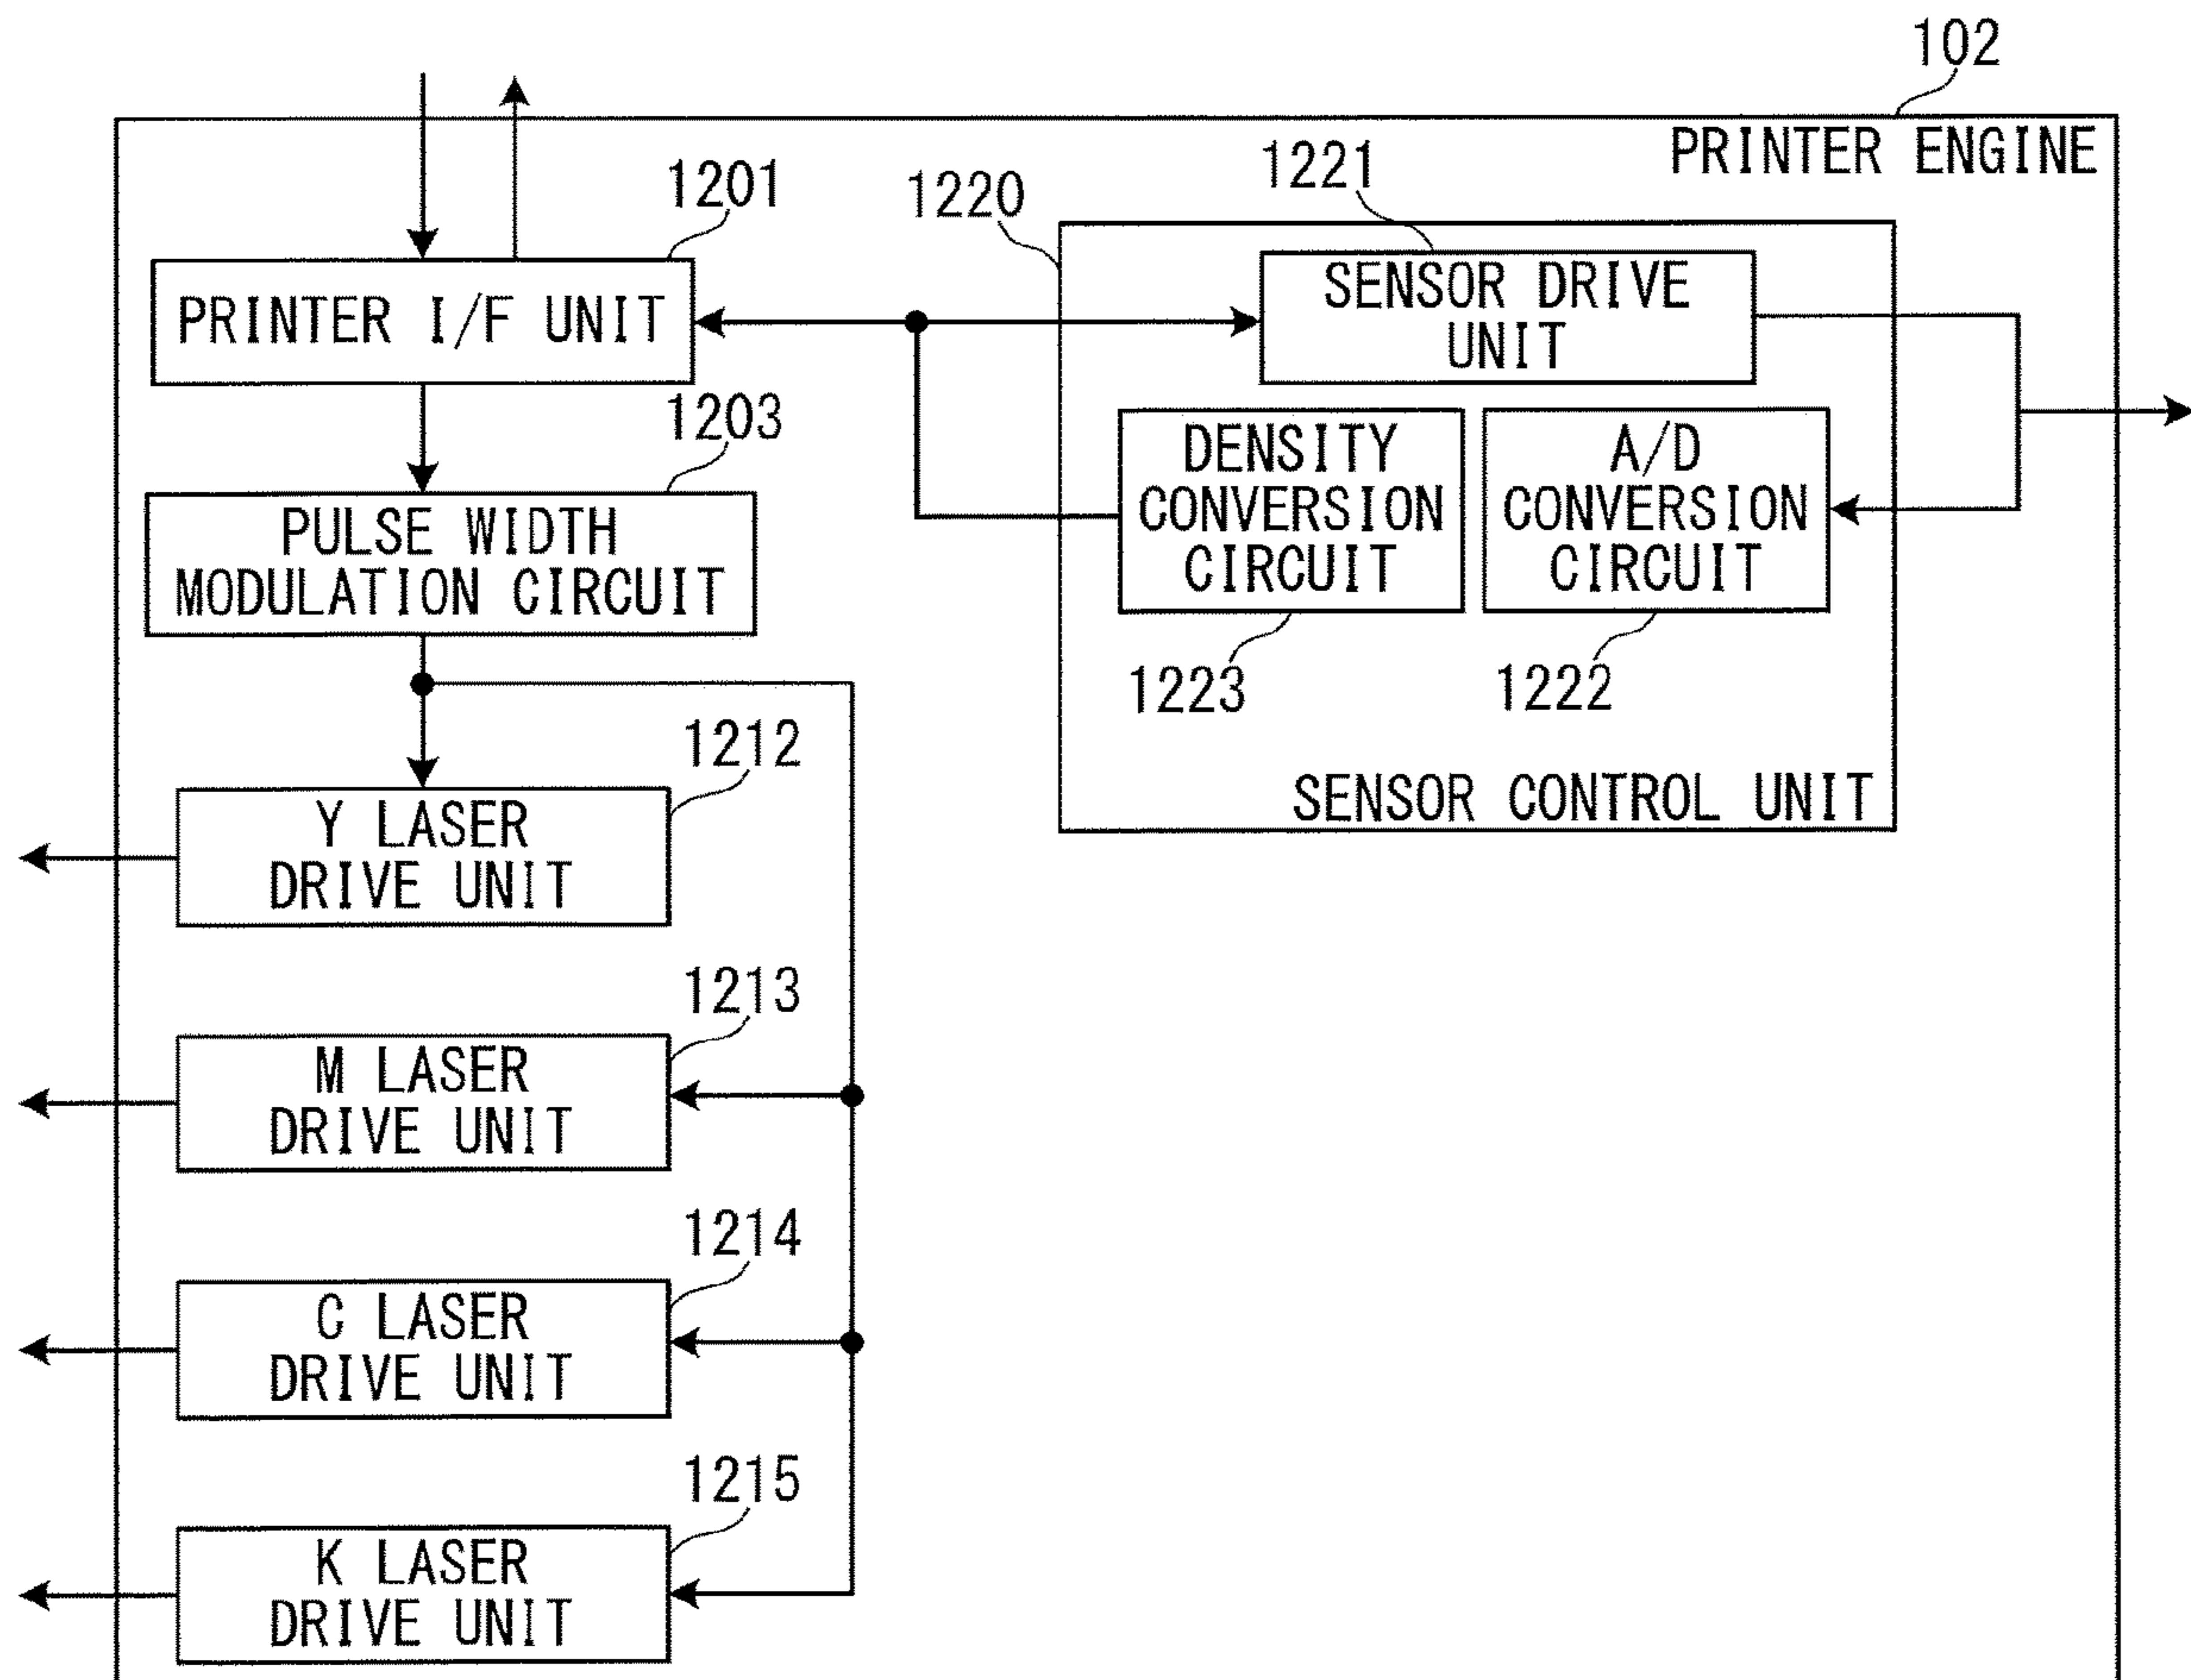 102
PRINTER ENGINE
1201
PRINTER I/F UNIT
1203
PULSE WIDTH
MODULATION CIRCUIT
1220
1221
SENSOR DRIVE
UNIT
DENSITY
CONVERSION
CIRCUIT
1223
A/D
CONVERSION
CIRCUIT
1222
SENSOR CONTROL UNIT
1212
Y LASER
DRIVE UNIT
1213
M LASER
DRIVE UNIT
1214
C LASER
DRIVE UNIT
1215
K LASER
DRIVE UNIT